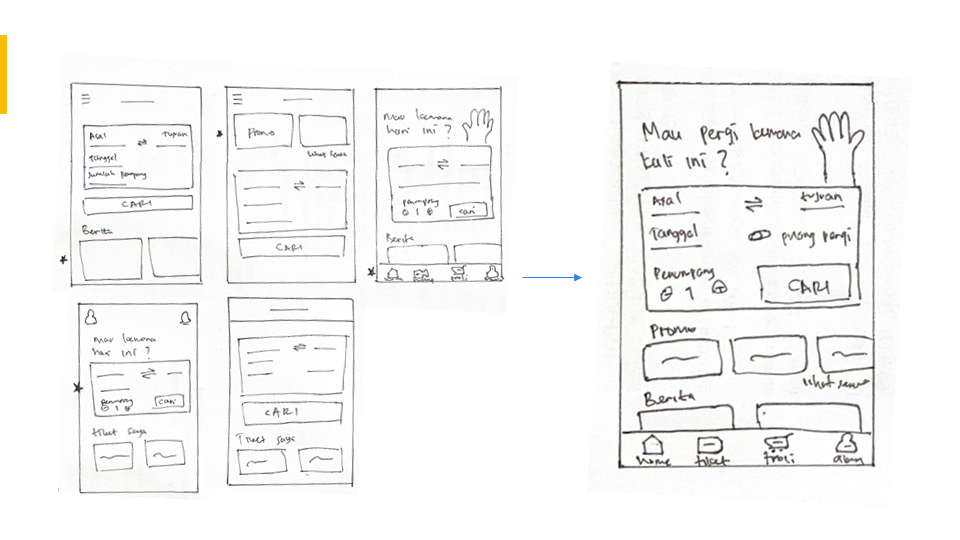 Asal Tujuan
Tanggal
Jumlah penumpang
CARI
Berita
Promo
Lihat semua
CARI
Mau kemana
hari ini ?
penumpang
1 cari
Berita
Mau kemana
hari ini ?
penumpang
1 cari
tiket saya
CARI
Tiket saya
Mau pergi kemana
kali ini ?
Asal tujuan
Tanggal pulang pergi
Penumpang
1 CARI
Promo
lihat semua
Berita
home tiket troli akun